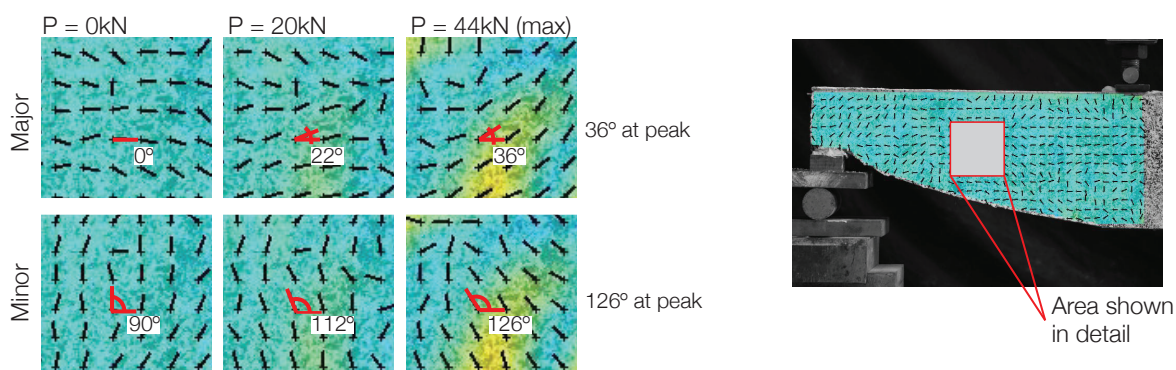 P = 0kN
P = 20kN
P = 44kN (max)
Major
0º
22º
36º
36º at peak
Minor
90º
112º
126º
126º at peak
Area shown
in detail